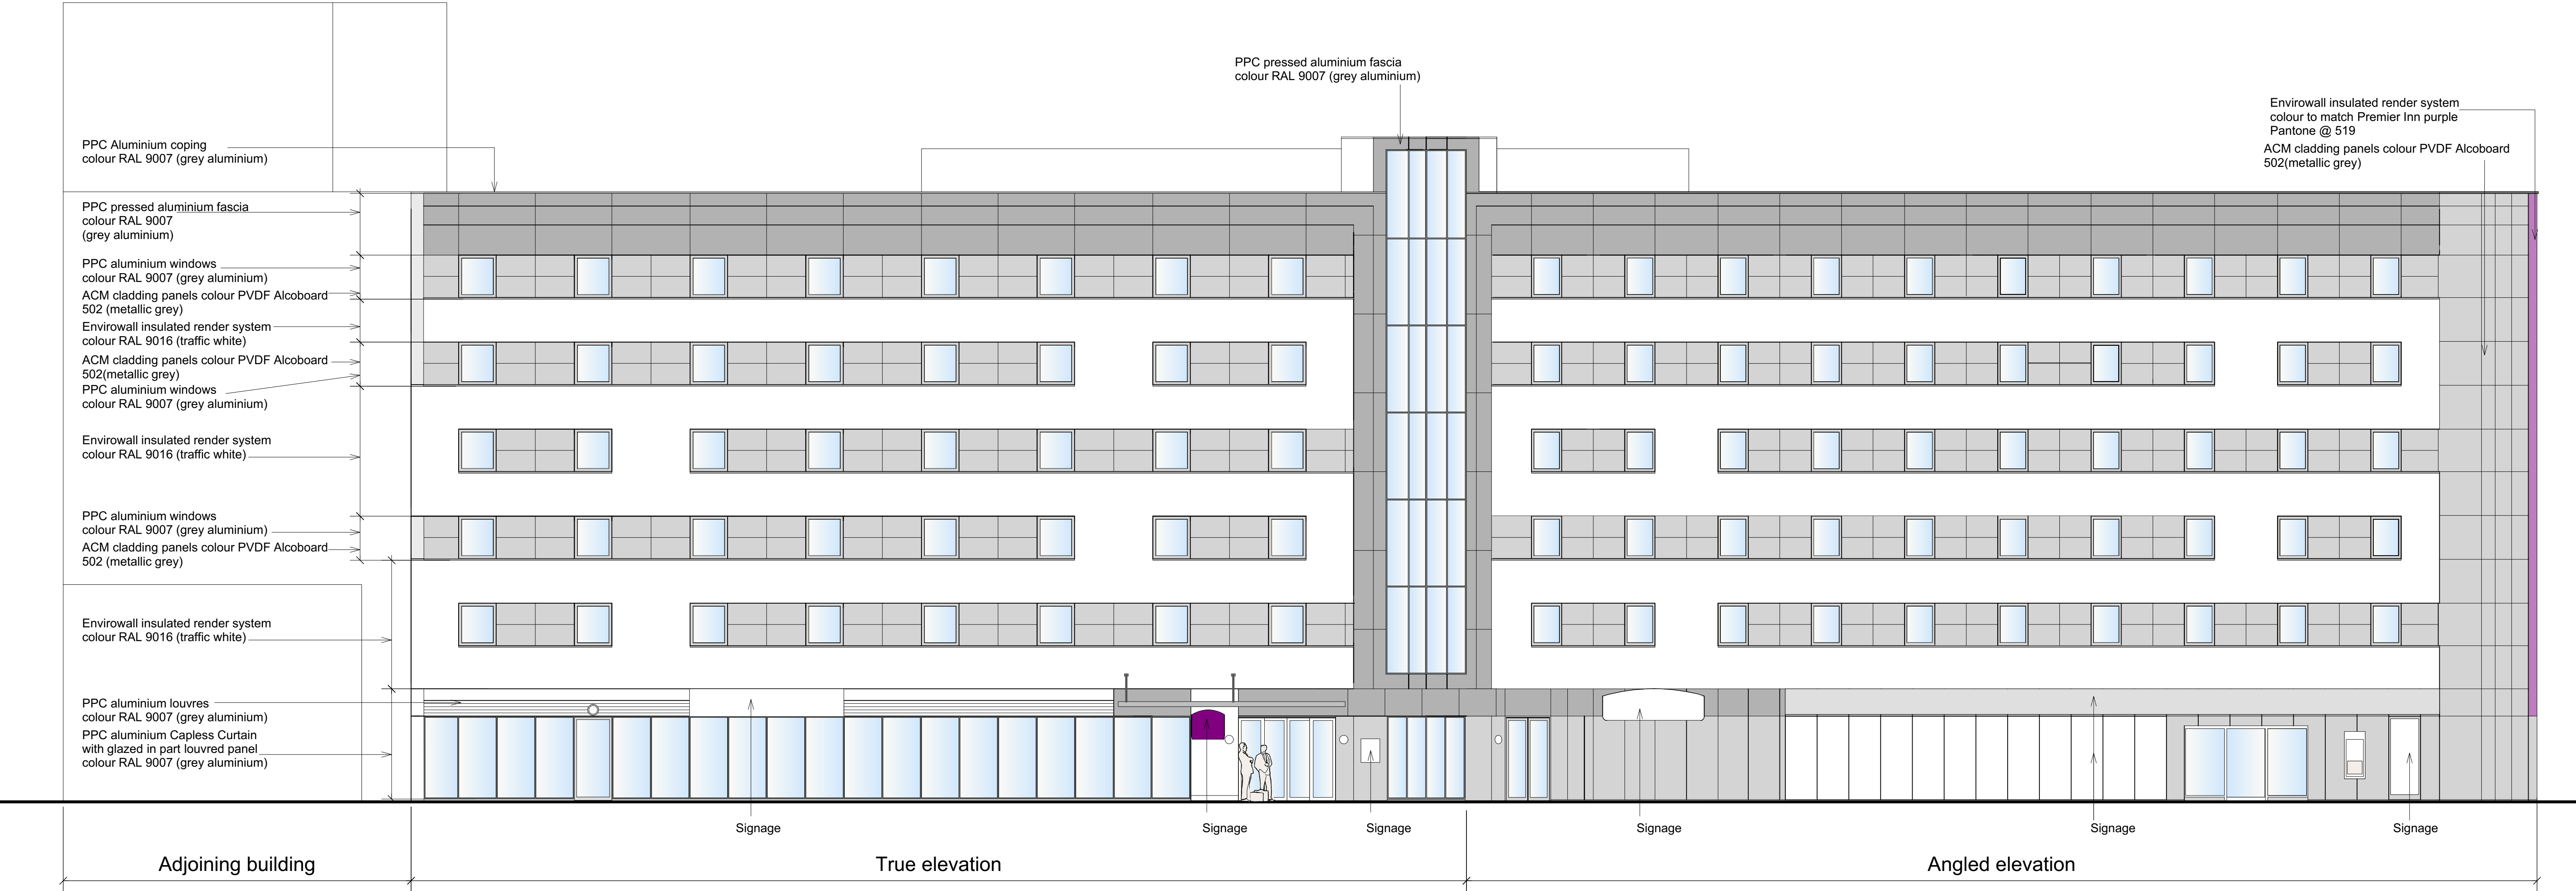 PPC pressed aluminium fascia
colour RAL 9007 (grey aluminium)
Envirowall insulated render system
colour to match Premier Inn purple
Pantone @ 519
ACM cladding panels colour PVDF Alcoboard
502(metallic grey)
PPC Aluminium coping
colour RAL 9007 (grey aluminium)
PPC pressed aluminium fascia
colour RAL 9007
(grey aluminium)
PPC aluminium windows
colour RAL 9007 (grey aluminium)
ACM cladding panels colour PVDF Alcoboard
502 (metallic grey)
Envirowall insulated render system
colour RAL 9016 (traffic white)
ACM cladding panels colour PVDF Alcoboard
502(metallic grey)
PPC aluminium windows
colour RAL 9007 (grey aluminium)
Envirowall insulated render system
colour RAL 9016 (traffic white)
PPC aluminium windows
colour RAL 9007 (grey aluminium)
ACM cladding panels colour PVDF Alcoboard
502 (metallic grey)
Envirowall insulated render system
colour RAL 9016 (traffic white)
PPC aluminium louvres
colour RAL 9007 (grey aluminium)
PPC aluminium Capless Curtain
with glazed in part louvred panel
colour RAL 9007 (grey aluminium)
Signage
Signage
Signage
Signage
Signage
Signage
Adjoining building
True elevation
Angled elevation